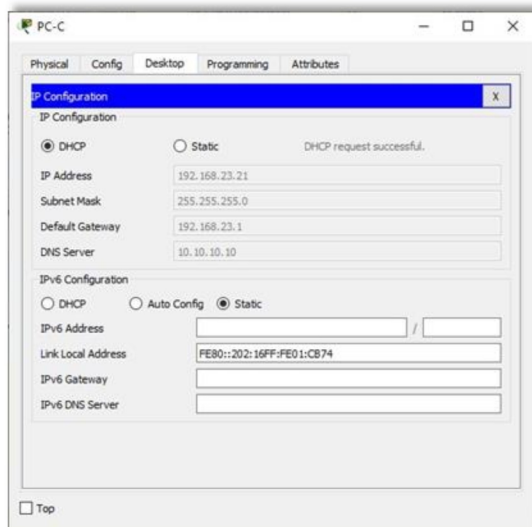 PC-C
Physical Config Desktop Programming Attributes
IP Configuration X
IP Configuration
DHCP Static DHCP request successful.
IP Address 192.168.23.21
Subnet Mask 255.255.255.0
Default Gateway 192.168.23.1
DNS Server 10.10.10.10
IPv6 Configuration
DHCP Auto Config Static
IPv6 Address /
Link Local Address FE80::202:16FF:FE01:CB74
IPv6 Gateway
IPv6 DNS Server
Top